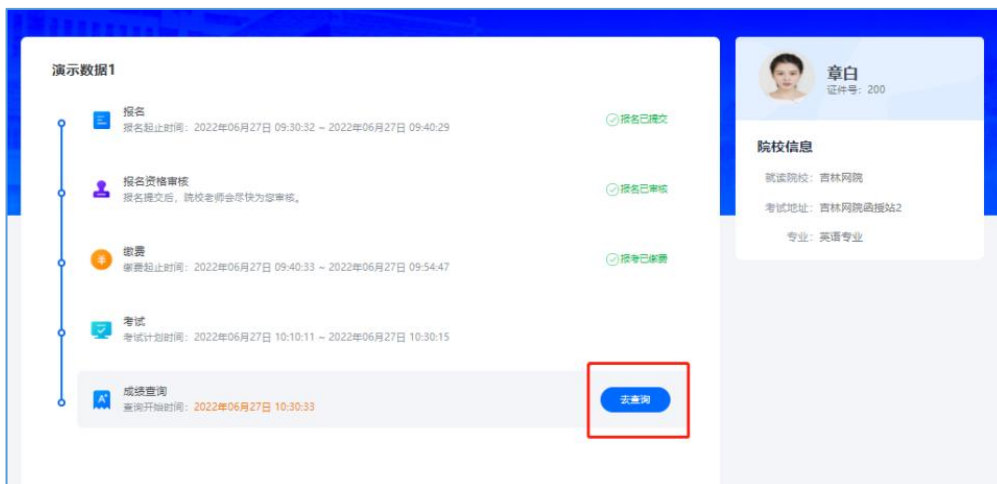 演示数据1
报名
报名起止时间：2022年06月27日 09:30:32 ~ 2022年06月27日 09:40:29
报名已提交
报名资格审核
报名提交后，院校老师会尽快为您审核。
报名已审核
缴费
缴费起止时间：2022年06月27日 09:40:33 ~ 2022年06月27日 09:54:47
报考已缴费
考试
考试计划时间：2022年06月27日 10:10:11 ~ 2022年06月27日 10:30:15
成绩查询
查询开始时间：2022年06月27日 10:30:33
去查询
章白
证件号：200
院校信息
就读院校：吉林网院
考试地址：吉林网院函授站2
专业：英语专业